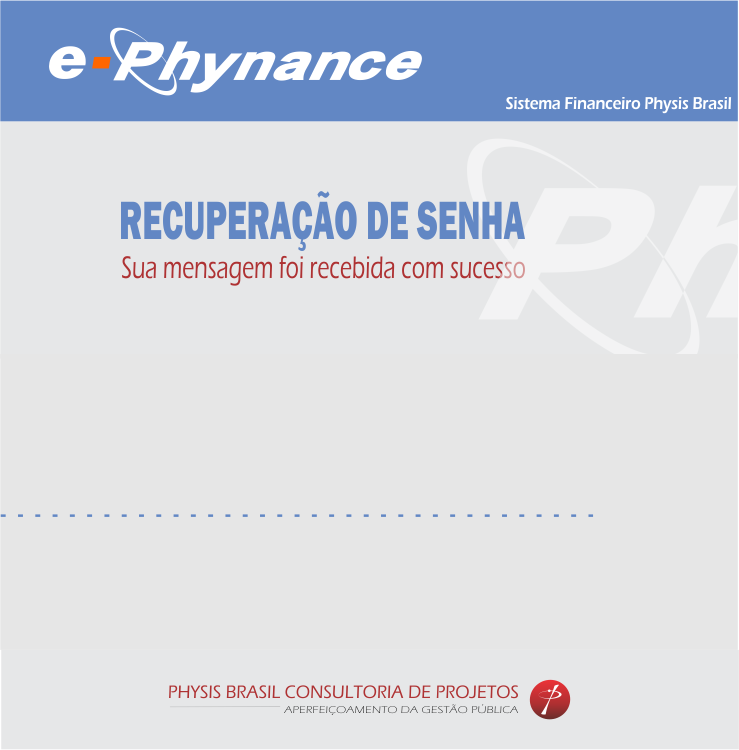 e-Phynance
Sistema Financeiro Physis Brasil
RECUPERAÇÃO DE SENHA
Sua mensagem foi recebida com sucesso
Ph
PHYSIS BRASIL CONSULTORIA DE PROJETOS
APERFEIÇOAMENTO DA GESTÃO PÚBLICA